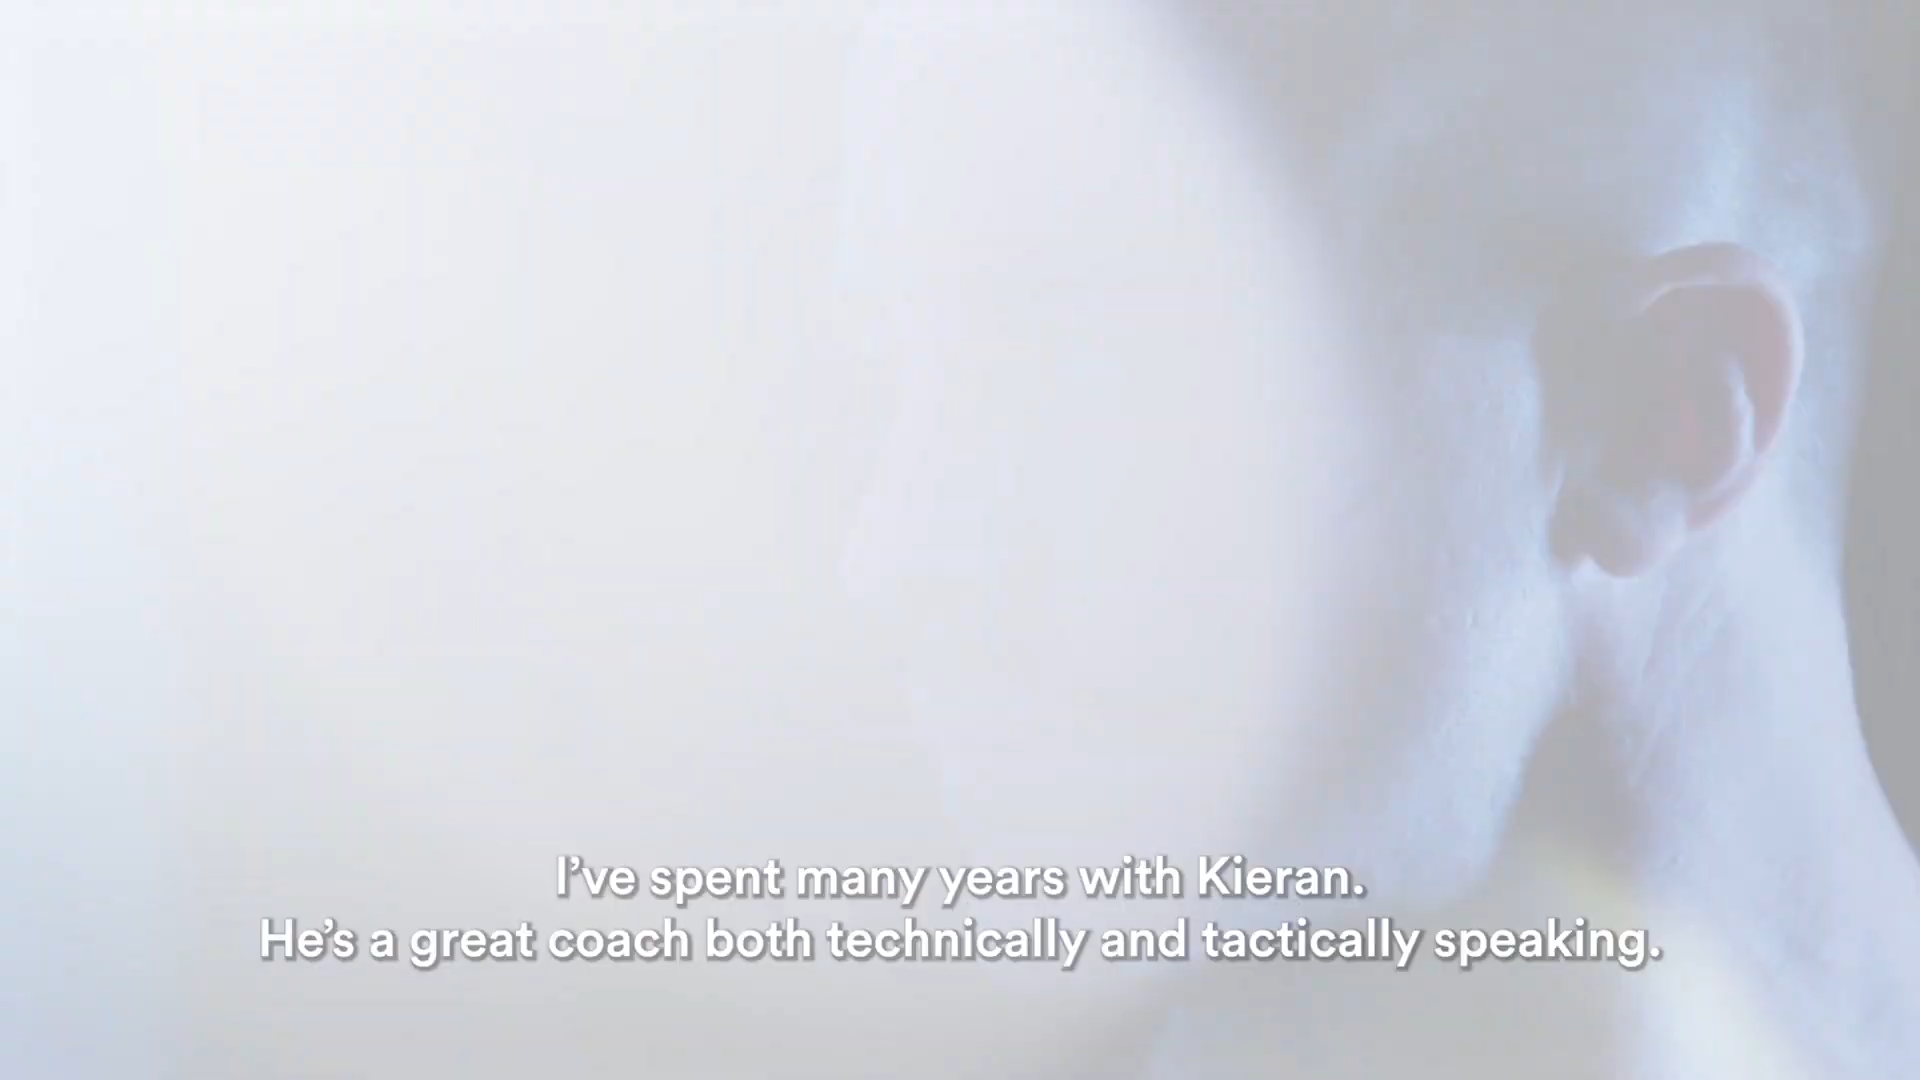 I’ve spent many years with Kieran.
He’s a great coach both technically and tactically speaking.